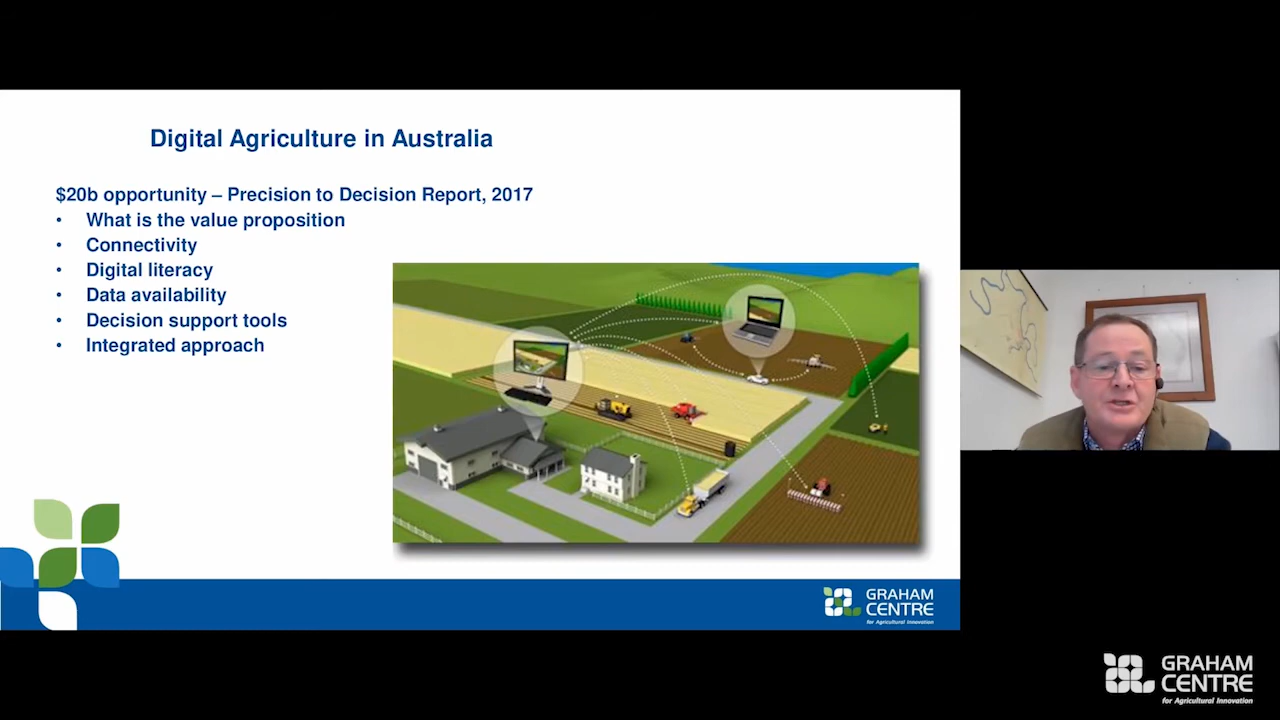 Digital Agriculture in Australia
$20b opportunity – Precision to Decision Report, 2017
• What is the value proposition
• Connectivity
• Digital literacy
• Data availability
• Decision support tools
• Integrated approach
GRAHAM
CENTRE
for Agricultural Innovation
GRAHAM
CENTRE
for Agricultural Innovation